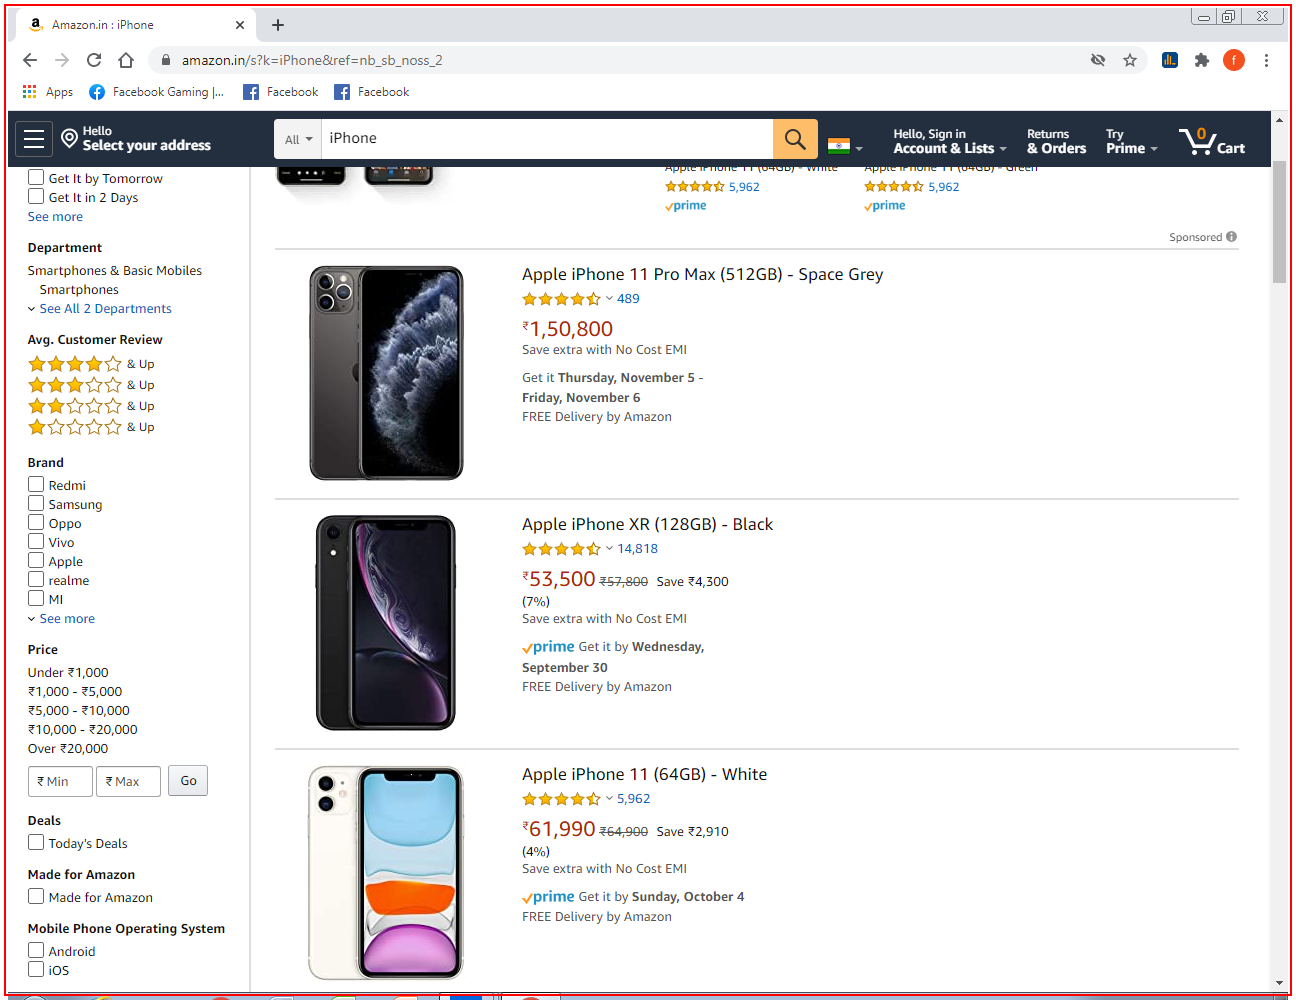 Amazon.in : iPhone
amazon.in/s?k=iPhone&ref=nb_sb_noss_2
f
Apps
Facebook Gaming |...
Facebook
Facebook
Hello
Select your address
All
iPhone
Hello, Sign in
Account & Lists
Returns
& Orders
Try
Prime
0
Cart
Get It by Tomorrow
Get It in 2 Days
See more
Department
Smartphones & Basic Mobiles
Smartphones
See All 2 Departments
Avg. Customer Review
& Up
& Up
& Up
& Up
Brand
Redmi
Samsung
Oppo
Vivo
Apple
realme
MI
See more
Price
Under ₹1,000
₹1,000 - ₹5,000
₹5,000 - ₹10,000
₹10,000 - ₹20,000
Over ₹20,000
₹ Min
₹ Max
Go
Deals
Today's Deals
Made for Amazon
Made for Amazon
Mobile Phone Operating System
Android
iOS
Apple iPhone 11 (64GB) - White
5,962
prime
Apple iPhone 11 (64GB) - Green
5,962
prime
Sponsored
Apple iPhone 11 Pro Max (512GB) - Space Grey
489
₹1,50,800
Save extra with No Cost EMI
Get it Thursday, November 5 -
Friday, November 6
FREE Delivery by Amazon
Apple iPhone XR (128GB) - Black
14,818
₹53,500 ₹57,800 Save ₹4,300
(7%)
Save extra with No Cost EMI
prime Get it by Wednesday,
September 30
FREE Delivery by Amazon
Apple iPhone 11 (64GB) - White
5,962
₹61,990 ₹64,900 Save ₹2,910
(4%)
Save extra with No Cost EMI
prime Get it by Sunday, October 4
FREE Delivery by Amazon